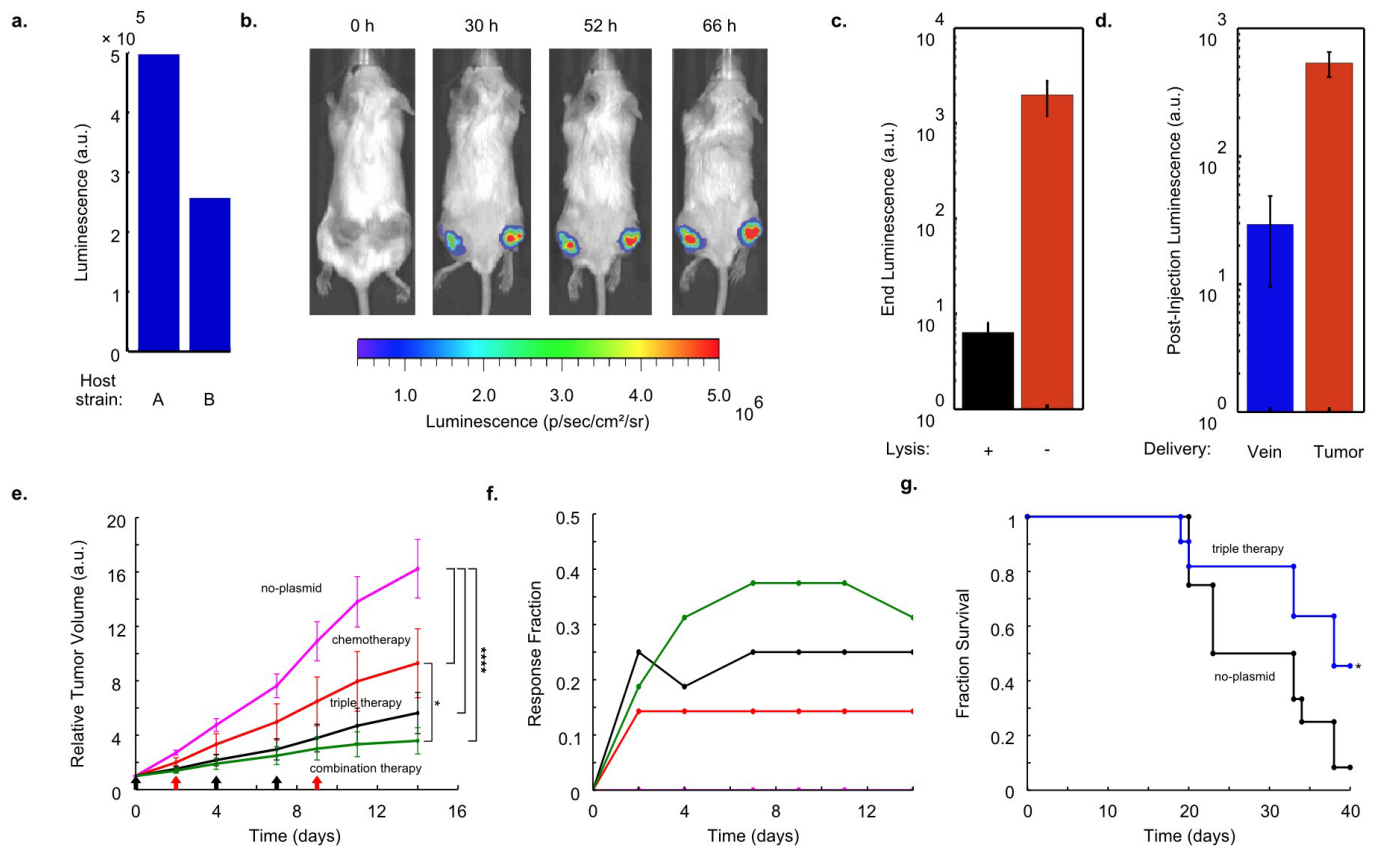 a.
5
× 10
5
4
3
2
1
0
Luminescence (a.u.)
Host
strain:
A
B
b.
0 h
30 h
52 h
66 h
1.0
2.0
3.0
4.0
5.0
10
6
Luminescence (p/sec/cm²/sr)
c.
4
10
3
10
2
10
1
10
0
10
End Luminescence (a.u.)
Lysis:
+
-
d.
3
10
2
10
1
10
0
10
Post-Injection Luminescence (a.u.)
Delivery:
Vein
Tumor
e.
20
16
12
8
4
0
Relative Tumor Volume (a.u.)
no-plasmid
chemotherapy
triple therapy
combination therapy
*
****
0
4
8
12
16
Time (days)
f.
0.5
0.4
0.3
0.2
0.1
0
Response Fraction
0
4
8
12
Time (days)
g.
1
0.8
0.6
0.4
0.2
0
Fraction Survival
triple therapy
no-plasmid
*
0
10
20
30
40
Time (days)